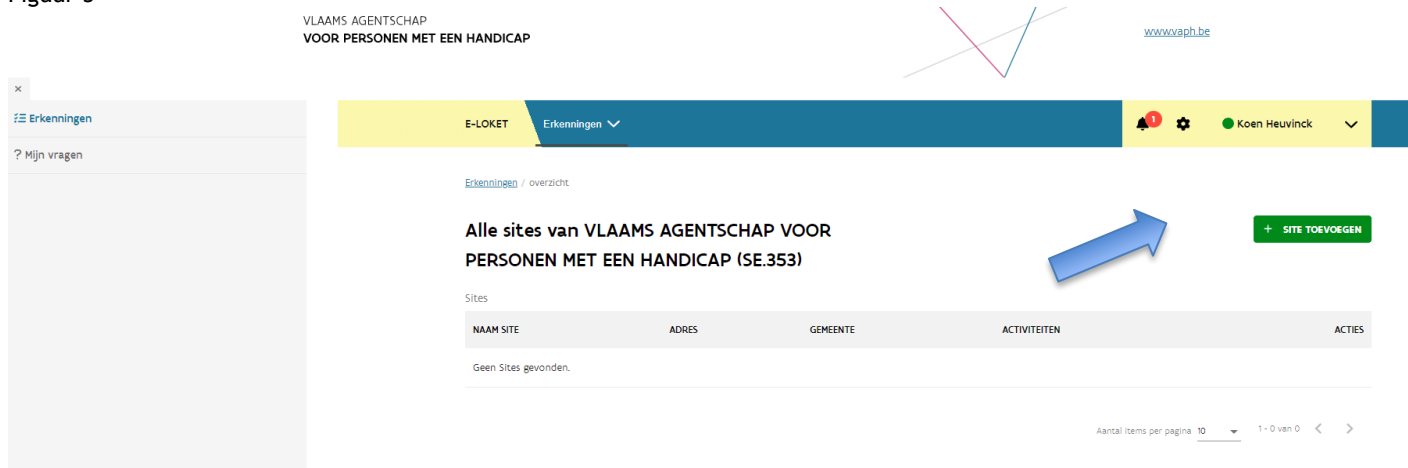 VLAAMS AGENTSCHAP
VOOR PERSONEN MET EEN HANDICAP
www.vaph.be
×
Erkenningen
? Mijn vragen
E-LOKET
Erkenningen
1
Koen Heuvinck
Erkenningen / overzicht
Alle sites van VLAAMS AGENTSCHAP VOOR
PERSONEN MET EEN HANDICAP (SE.353)
+ SITE TOEVOEGEN
Sites
NAAM SITE ADRES GEMEENTE ACTIVITEITEN ACTIES
Geen Sites gevonden.
Aantal items per pagina 10 1 - 0 van 0